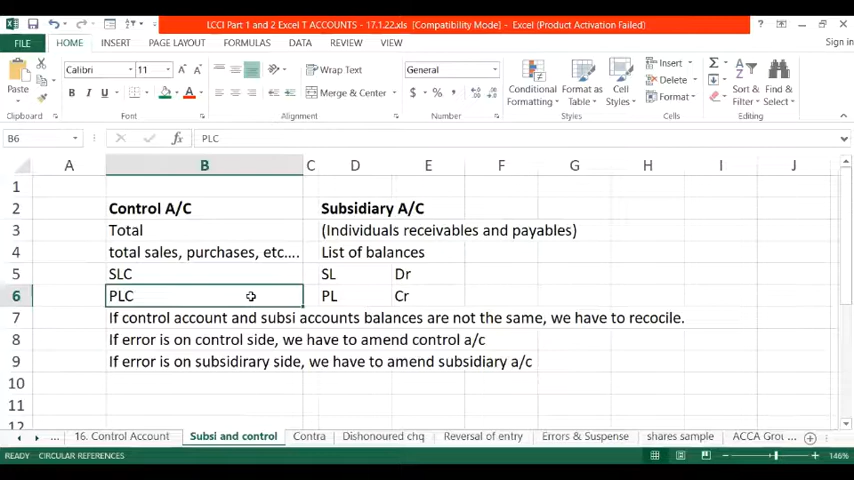 LCCI Part 1 and 2 Excel T ACCOUNTS - 17.1.22.xls [Compatibility Mode] - Excel (Product Activation Failed)
FILE HOME INSERT PAGE LAYOUT FORMULAS DATA REVIEW VIEW Sign in
Calibri 11 Wrap Text General Insert
Paste B I U A Merge & Center $ % Conditional Formatting Format as Table Cell Styles Delete Format Sort & Filter Find & Select
Clipboard Font Alignment Number Styles Cells Editing
B6 fx PLC
A B C D E F G H I J
1
2 Control A/C Subsidiary A/C
3 Total (Individuals receivables and payables)
4 total sales, purchases, etc.... List of balances
5 SLC SL Dr
6 PLC PL Cr
7 If control account and subsi accounts balances are not the same, we have to recocile.
8 If error is on control side, we have to amend control a/c
9 If error is on subsidirary side, we have to amend subsidiary a/c
10
11
12
... 16. Control Account Subsi and control Contra Dishonoured chq Reversal of entry Errors & Suspense shares sample ACCA Grou ...
READY CIRCULAR REFERENCES 146%